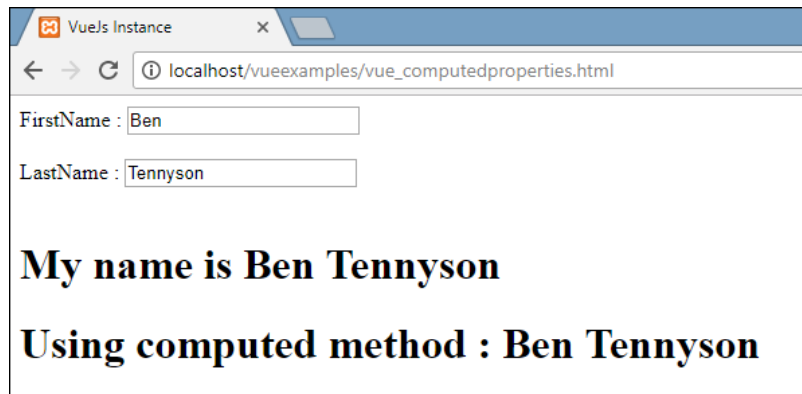 VueJs Instance
localhost/vueexamples/vue_computedproperties.html
FirstName : Ben
LastName : Tennyson
My name is Ben Tennyson
Using computed method : Ben Tennyson